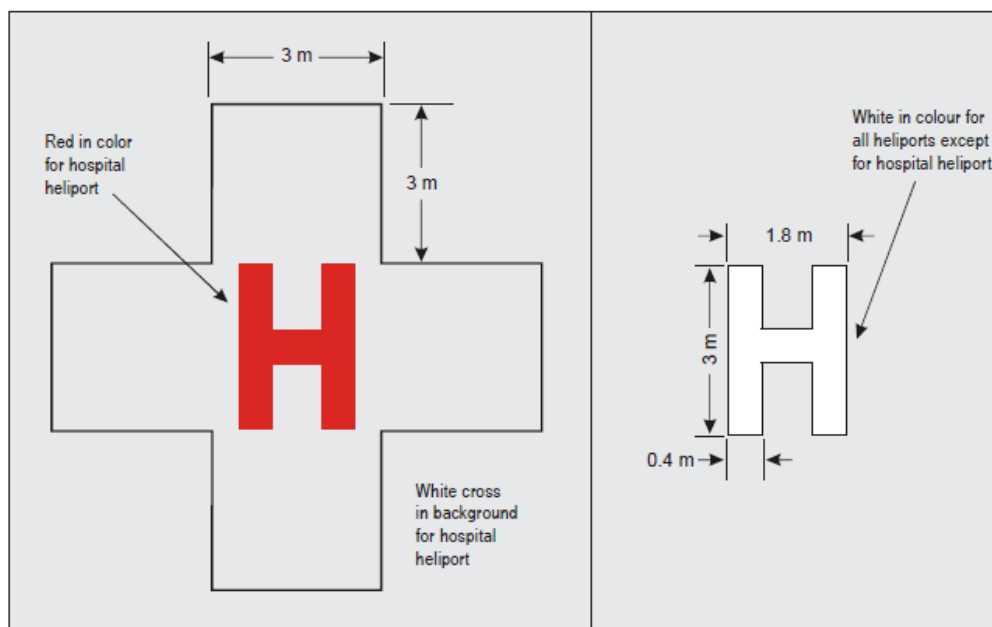 3 m
Red in color
for hospital
heliport
3 m
H
White cross
in background
for hospital
heliport
White in colour for
all heliports except
for hospital heliport
1.8 m
3 m
H
0.4 m